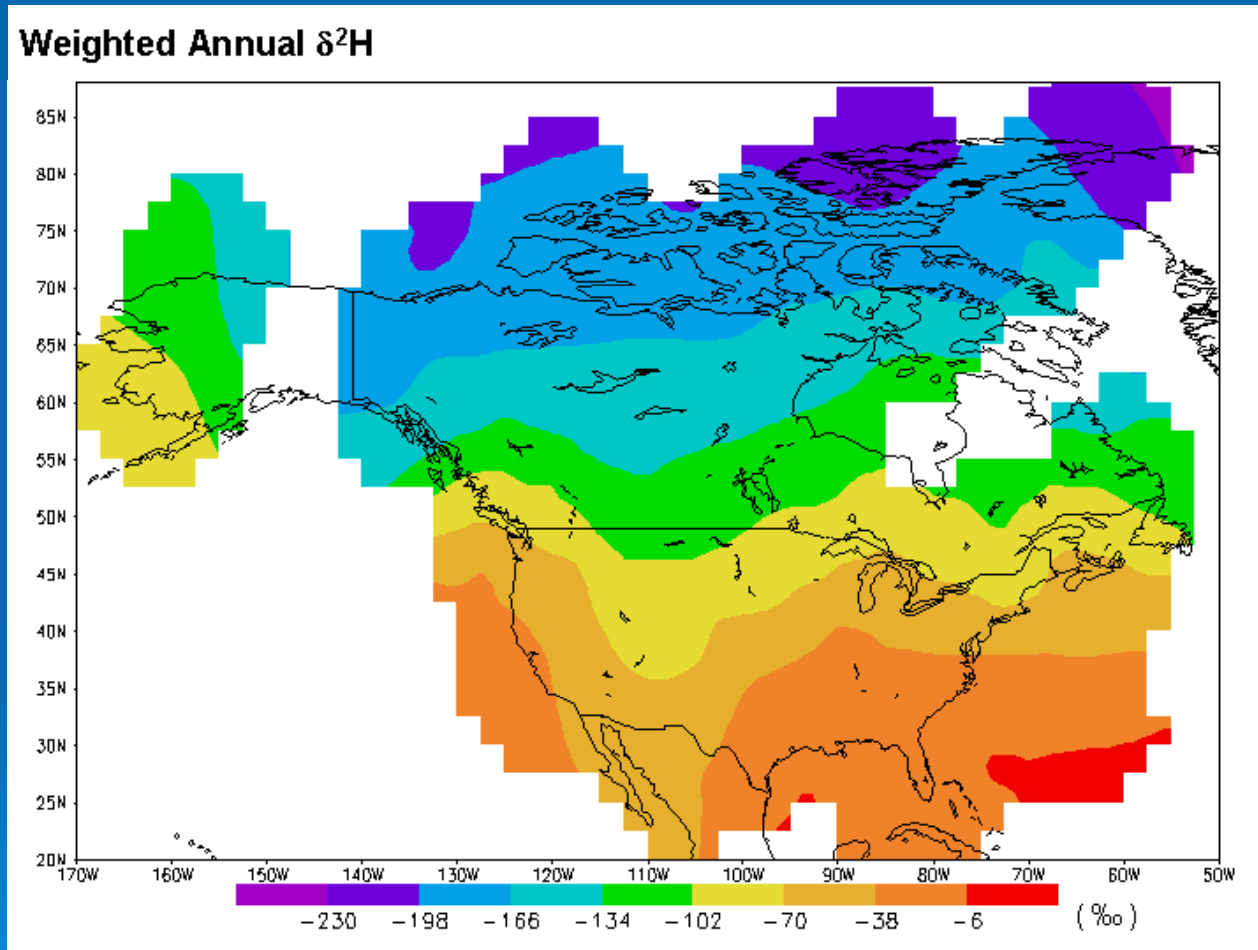 Weighted Annual δ²H
85N
80N
75N
70N
65N
60N
55N
50N
45N
40N
35N
30N
25N
20N
170W 160W 150W 140W 130W 120W 110W 100W 90W 80W 70W 60W 50W
−230 −198 −166 −134 −102 −70 −38 −6 (‰)